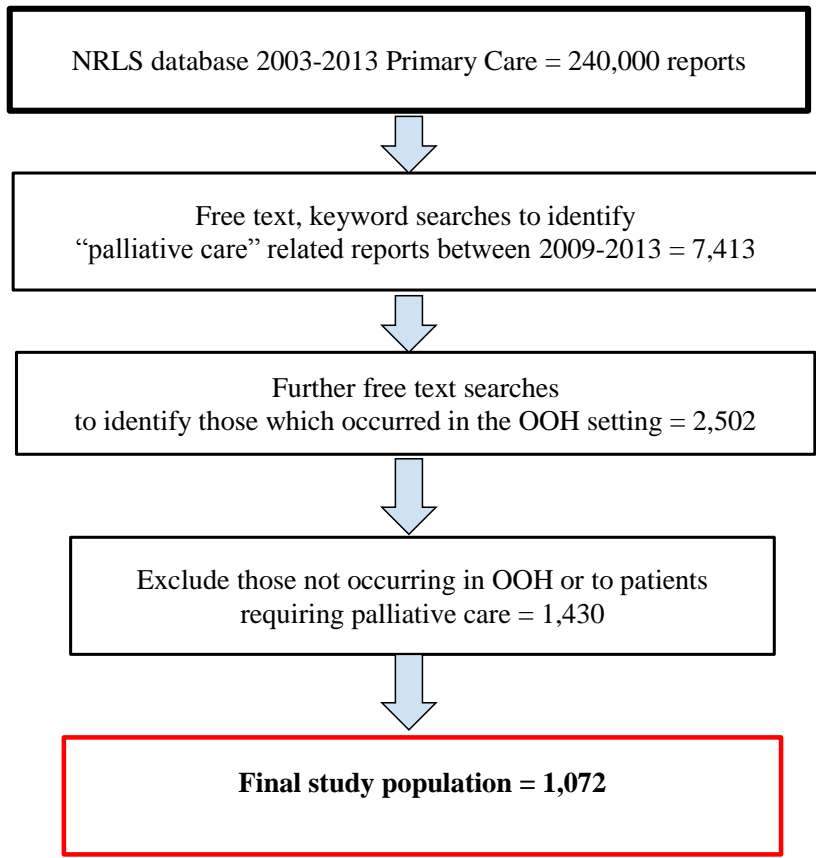 NRLS database 2003-2013 Primary Care = 240,000 reports
Free text, keyword searches to identify
“palliative care” related reports between 2009-2013 = 7,413
Further free text searches
to identify those which occurred in the OOH setting = 2,502
Exclude those not occurring in OOH or to patients
requiring palliative care = 1,430
Final study population = 1,072